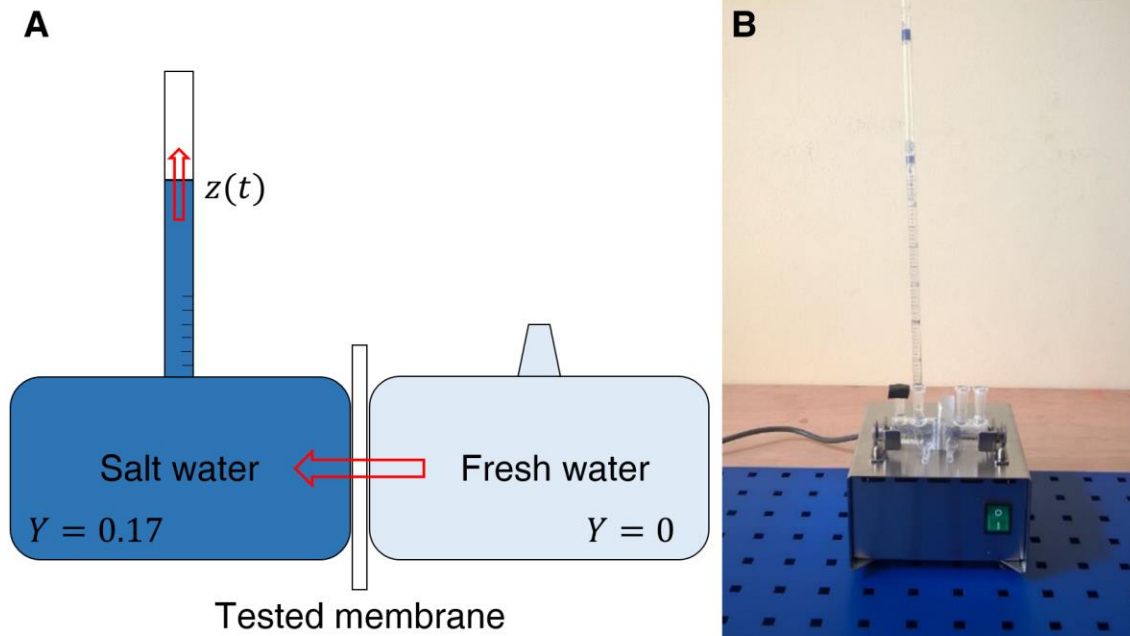 A
z(t)
Salt water
Fresh water
Y = 0.17
Y = 0
Tested membrane
B